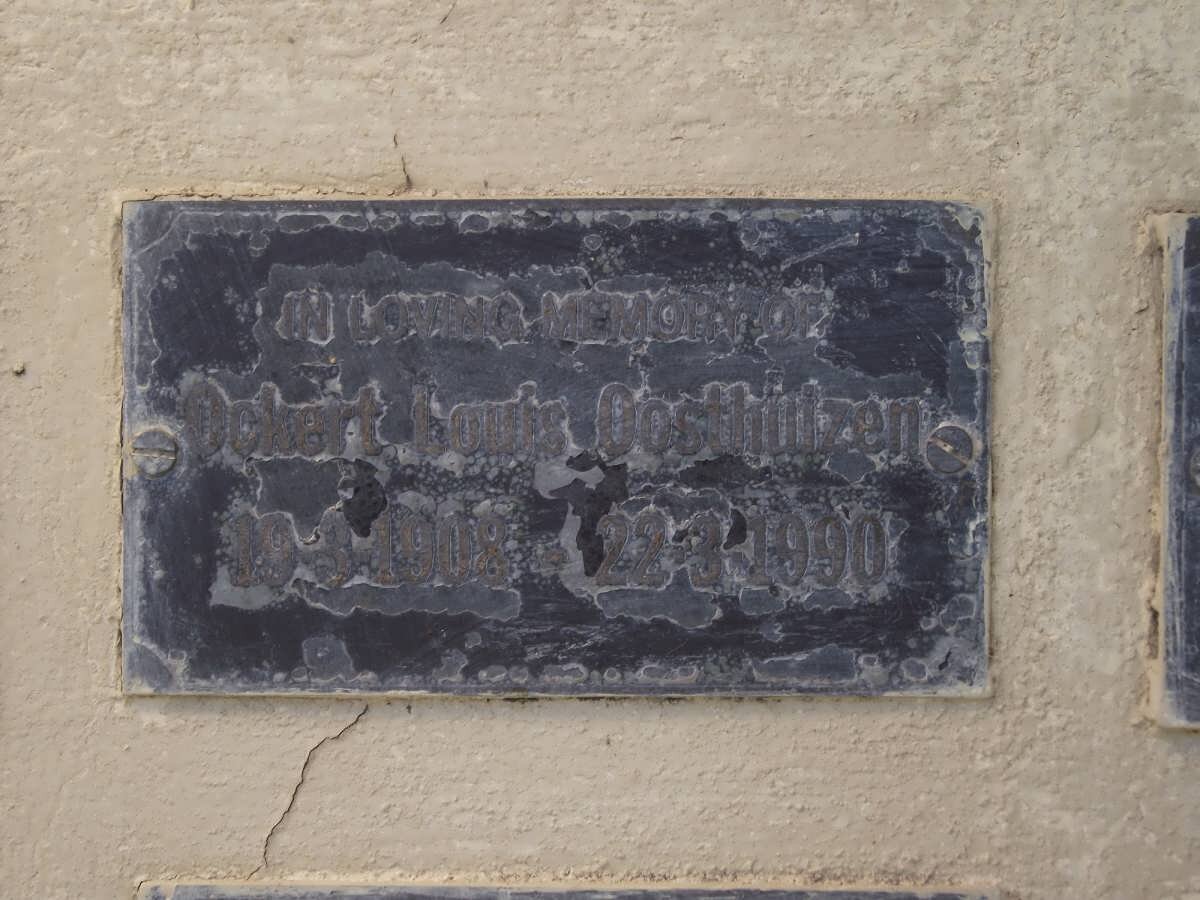 IN LOVING MEMORY OF
Ockert Louis Oosthuizen
19-3-1908 - 22-3-1990